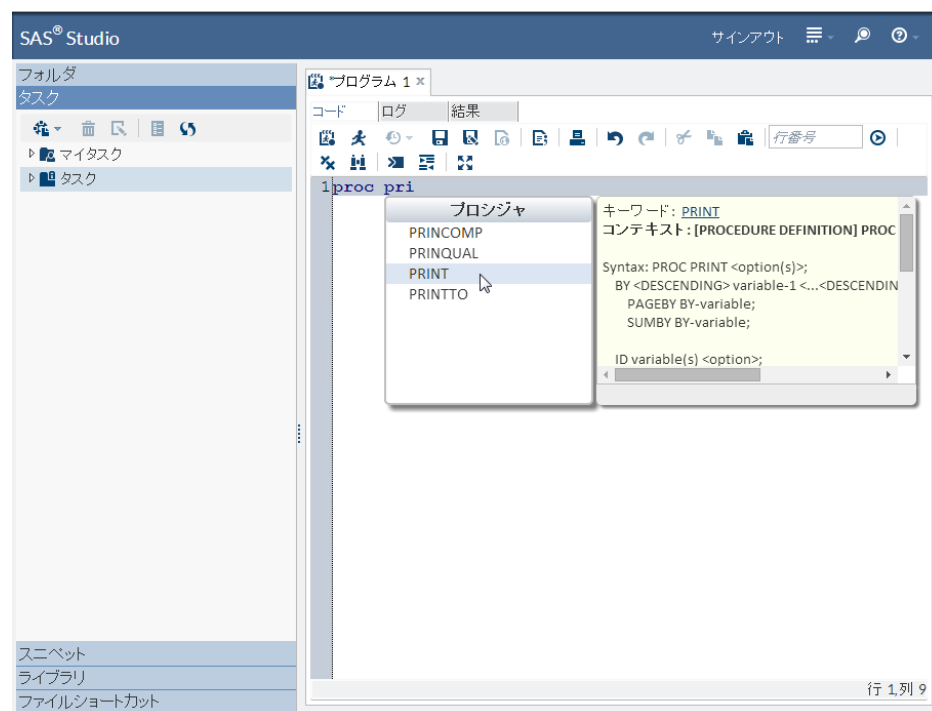 SAS® Studio
サインアウト
フォルダ
タスク
マイタスク
タスク
スニペット
ライブラリ
ファイルショートカット
*プログラム 1 ×
コード ログ 結果
行番号
1 proc pri
プロシジャ
PRINCOMP
PRINQUAL
PRINT
PRINTTO
キーワード: PRINT
コンテキスト: [PROCEDURE DEFINITION] PROC
Syntax: PROC PRINT <option(s)>;
BY <DESCENDING> variable-1 <...<DESCENDIN
PAGEBY BY-variable;
SUMBY BY-variable;
ID variable(s) <option>;
行 1,列 9